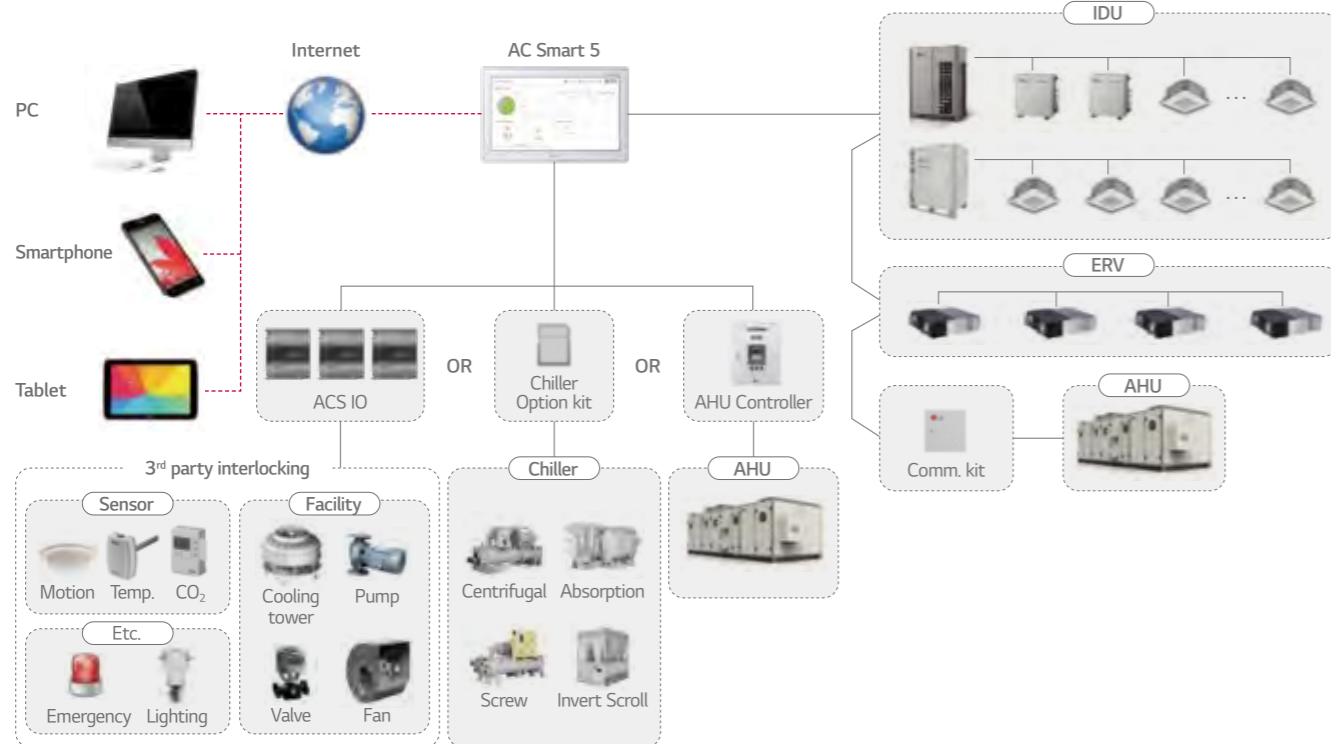 IDU
Internet
AC Smart 5
PC
Smartphone
ERV
Tablet
ACS IO
OR
Chiller
Option kit
OR
AHU Controller
Comm. kit
AHU
3rd party interlocking
Sensor
Motion
Temp.
CO₂
Etc.
Emergency
Lighting
Facility
Cooling
tower
Pump
Valve
Fan
Chiller
Centrifugal
Absorption
Screw
Invert Scroll
AHU